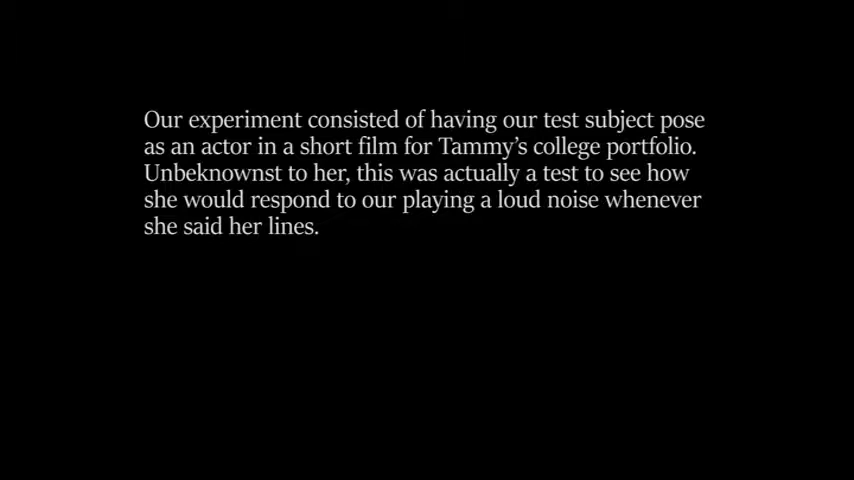 Our experiment consisted of having our test subject pose
as an actor in a short film for Tammy’s college portfolio.
Unbeknownst to her, this was actually a test to see how
she would respond to our playing a loud noise whenever
she said her lines.